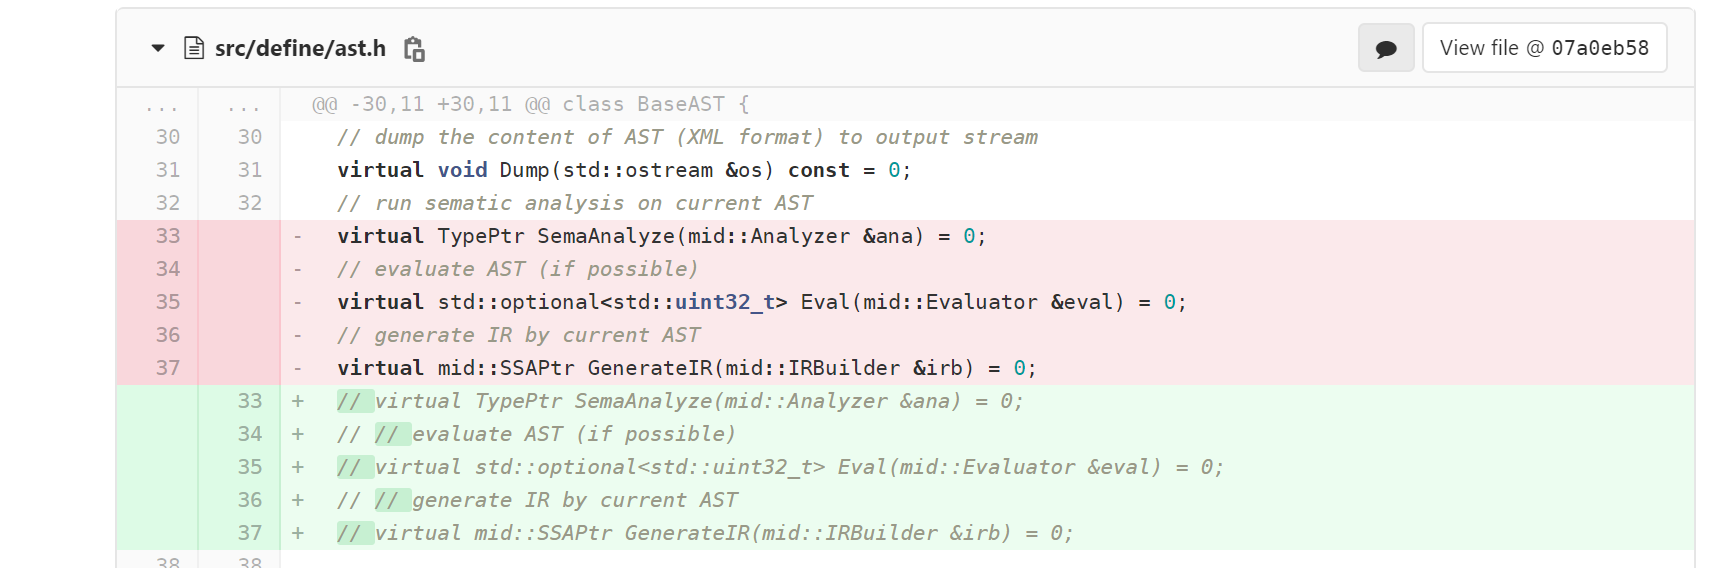 src/define/ast.h View file @ 07a0eb58
... ... @@ -30,11 +30,11 @@ class BaseAST {
30 30 // dump the content of AST (XML format) to output stream
31 31 virtual void Dump(std::ostream &os) const = 0;
32 32 // run sematic analysis on current AST
33 - virtual TypePtr SemaAnalyze(mid::Analyzer &ana) = 0;
34 - // evaluate AST (if possible)
35 - virtual std::optional<std::uint32_t> Eval(mid::Evaluator &eval) = 0;
36 - // generate IR by current AST
37 - virtual mid::SSAPtr GenerateIR(mid::IRBuilder &irb) = 0;
33 + // virtual TypePtr SemaAnalyze(mid::Analyzer &ana) = 0;
34 + // // evaluate AST (if possible)
35 + // virtual std::optional<std::uint32_t> Eval(mid::Evaluator &eval) = 0;
36 + // // generate IR by current AST
37 + // virtual mid::SSAPtr GenerateIR(mid::IRBuilder &irb) = 0;
38 38